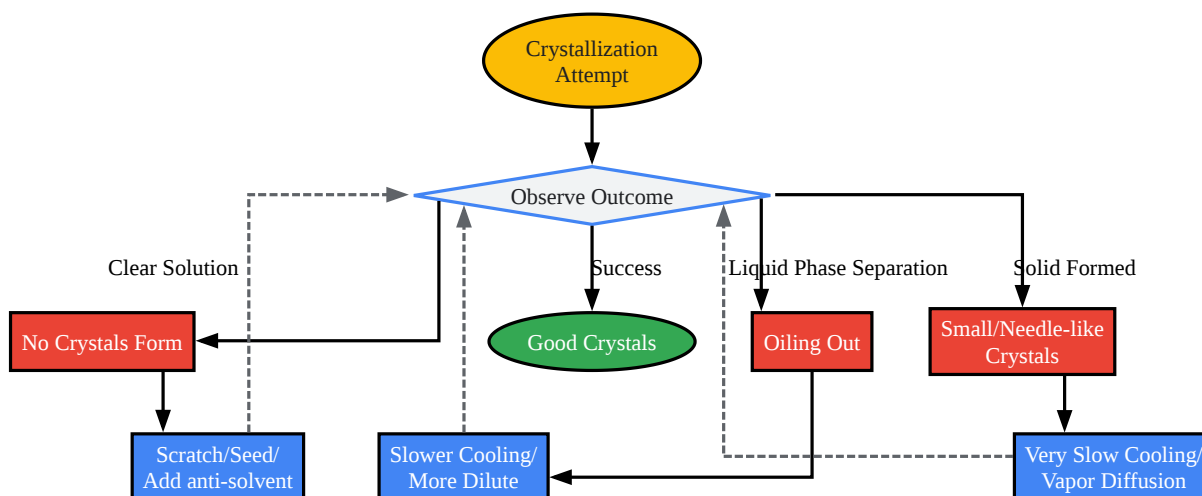 Crystallization
Attempt
Observe Outcome
Clear Solution
Success
Liquid Phase Separation
Solid Formed
No Crystals Form
Good Crystals
Oiling Out
Small/Needle-like
Crystals
Scratch/Seed/
Add anti-solvent
Slower Cooling/
More Dilute
Very Slow Cooling/
Vapor Diffusion